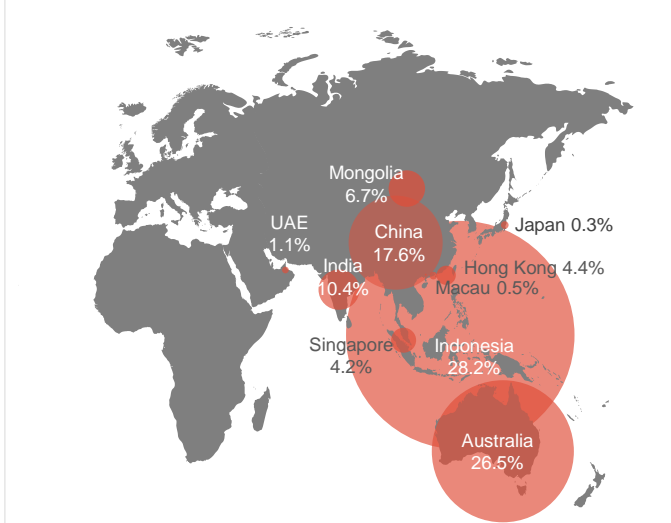 Mongolia
6.7%
UAE
1.1%
China
17.6%
Japan 0.3%
India
10.4%
Hong Kong 4.4%
Macau 0.5%
Singapore
4.2%
Indonesia
28.2%
Australia
26.5%